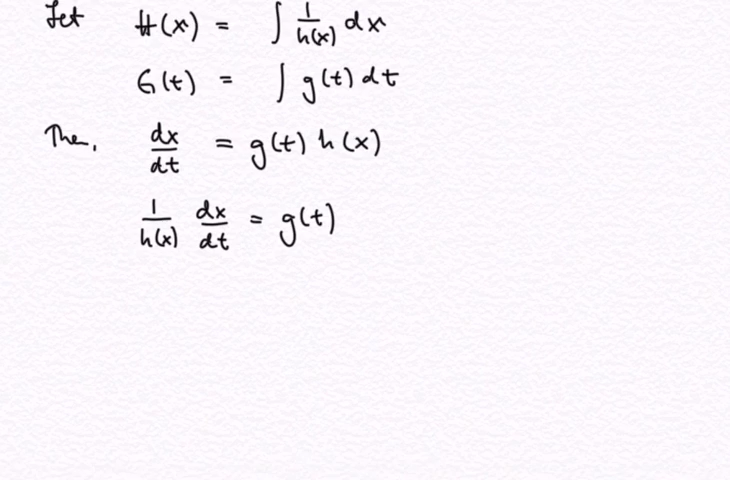 Let H(x) = ∫ 1/h(x) dx
G(t) = ∫ g(t) dt
Then, dx/dt = g(t) h(x)
1/h(x) dx/dt = g(t)